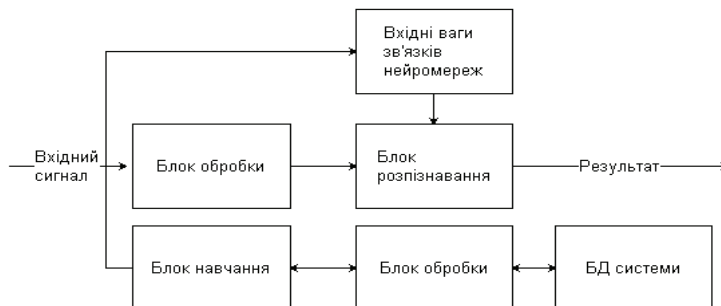 Вхідні ваги
зв'язків
нейромереж
Вхідний
сигнал
Блок обробки
Блок
розпізнавання
Результат
Блок навчання
Блок обробки
БД системи